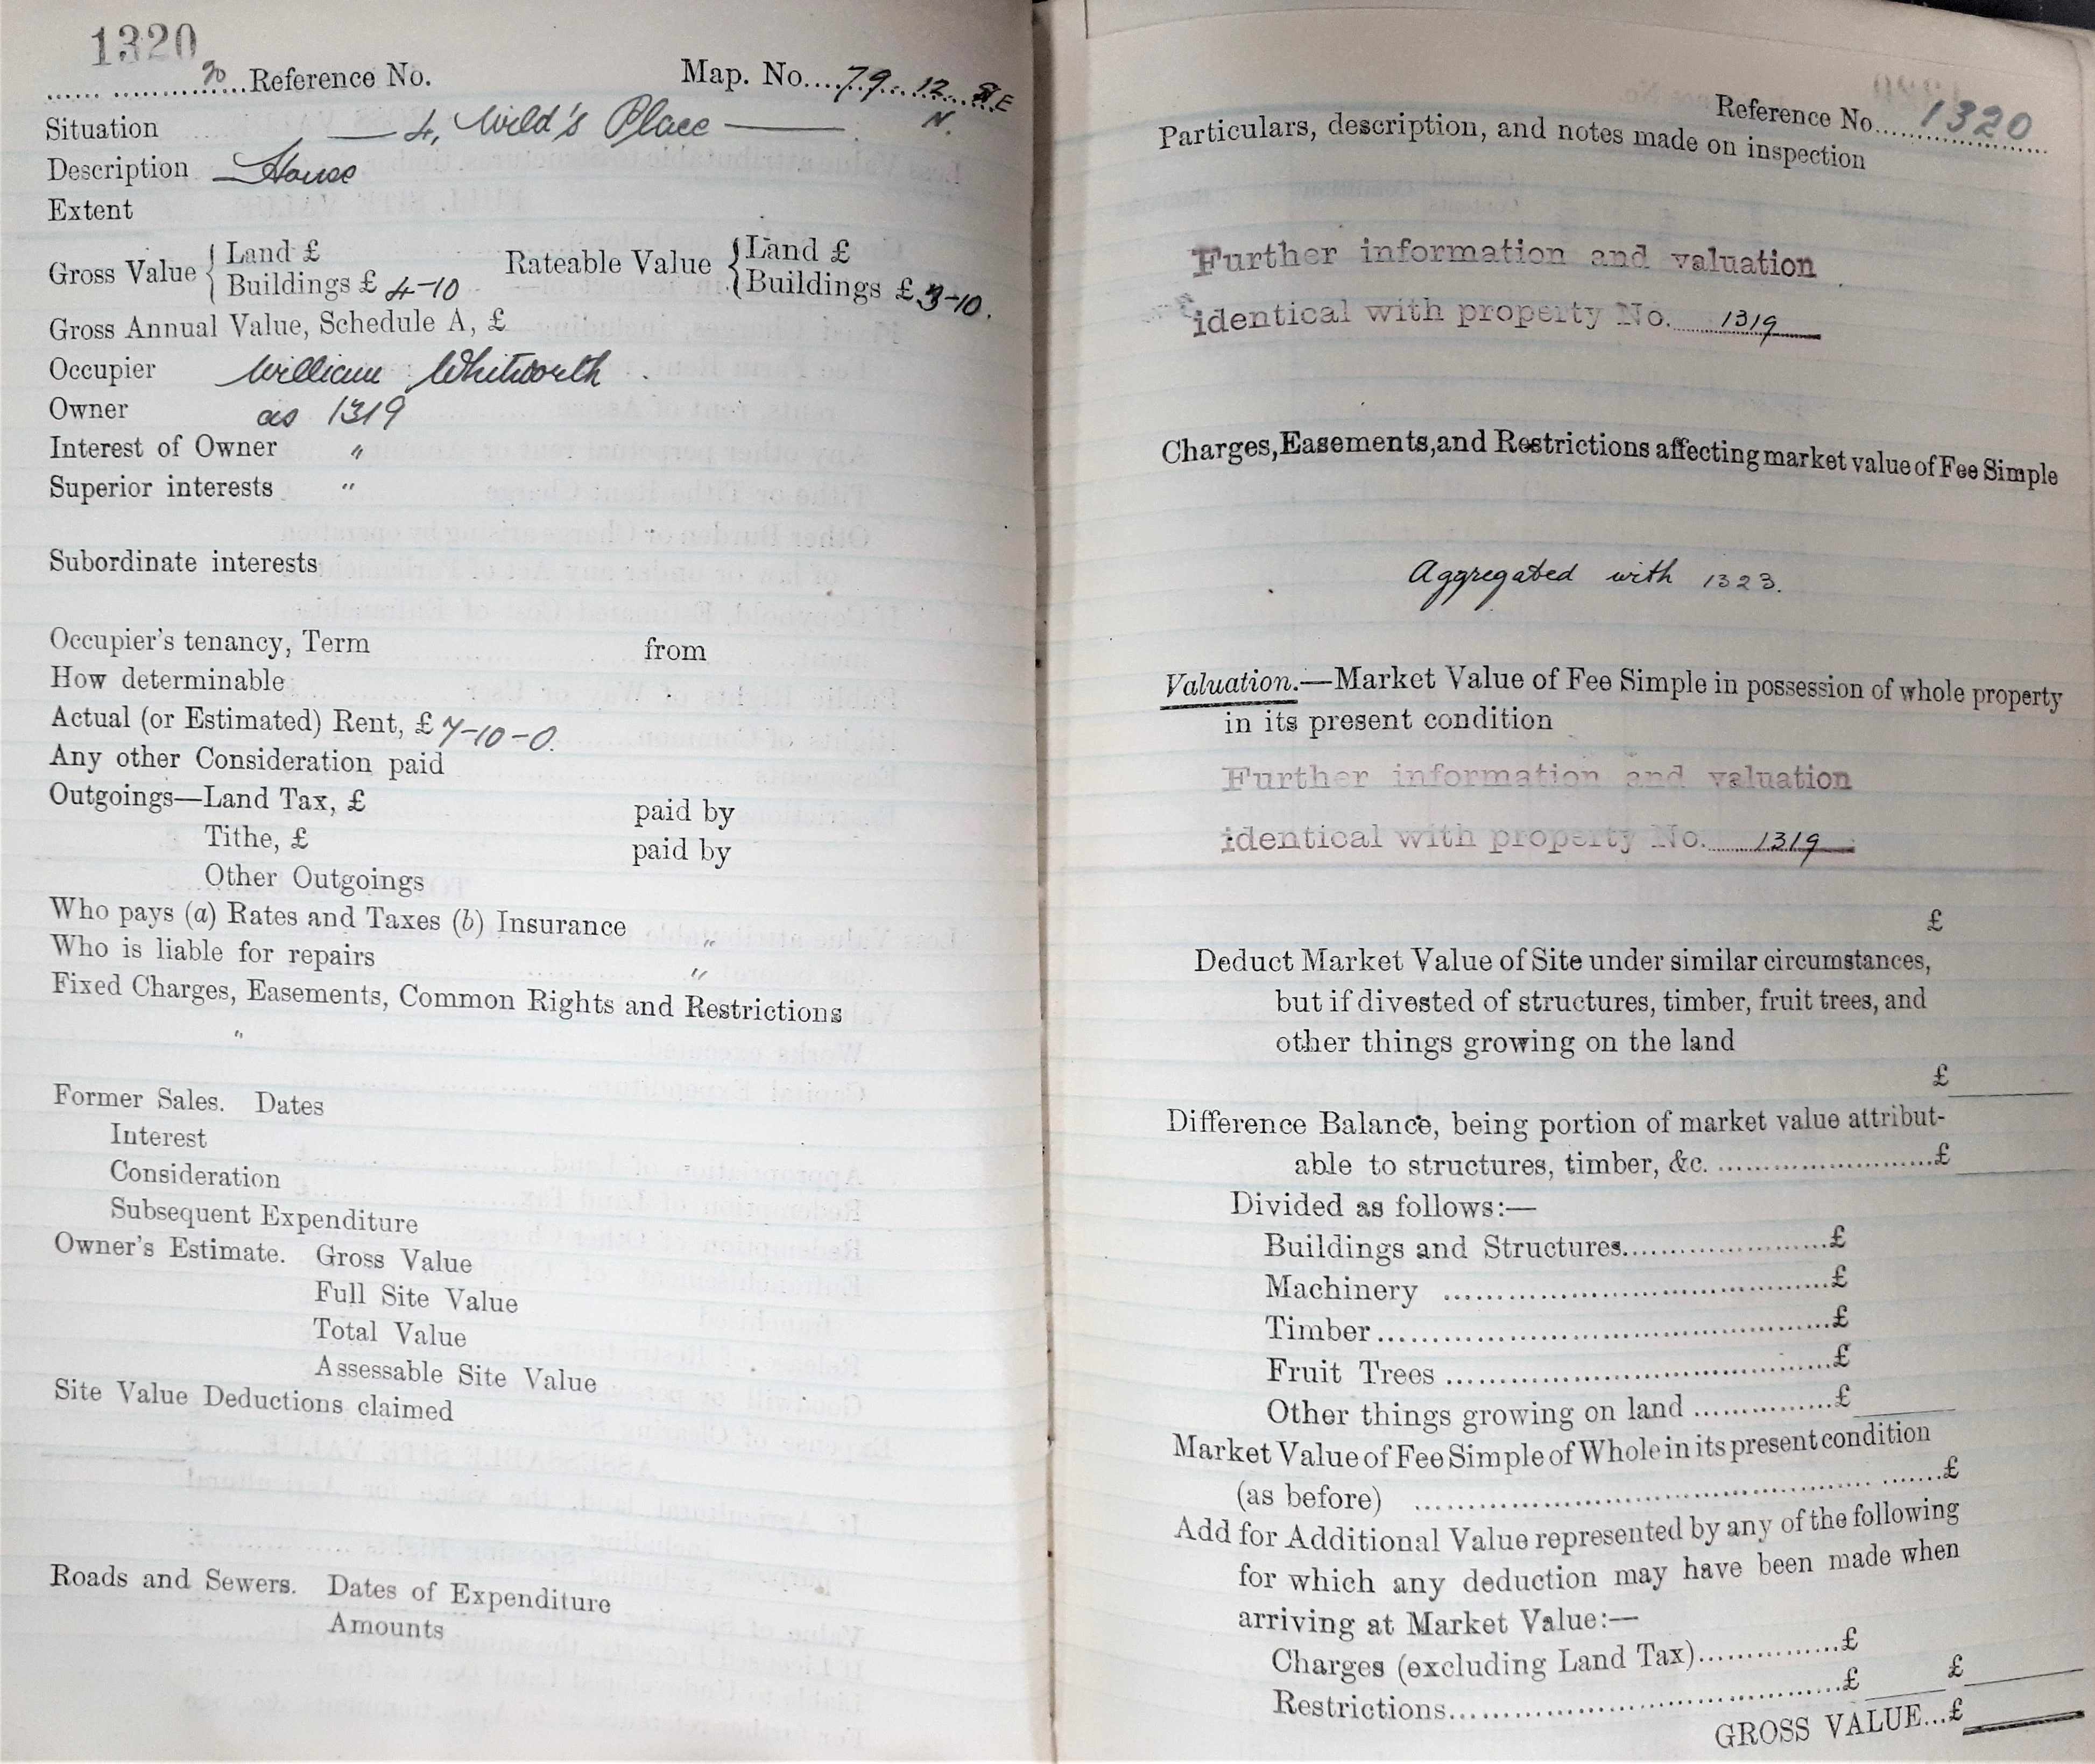 1320
Reference No. Map. No....79..12..
N.
Situation — 4, Wild's Place —
Description — House
Extent
Gross Value { Land £ Rateable Value { Land £
Buildings £ 4-10 Buildings £ 3-10.
Gross Annual Value, Schedule A, £
Occupier William Whitworth .
Owner as 1319
Interest of Owner "
Superior interests "
Subordinate interests
Occupier's tenancy, Term from
How determinable
Actual (or Estimated) Rent, £ 7-10-0.
Any other Consideration paid
Outgoings—Land Tax, £ paid by
Tithe, £ paid by
Other Outgoings
Who pays (a) Rates and Taxes (b) Insurance "
Who is liable for repairs "
Fixed Charges, Easements, Common Rights and Restrictions
"
Former Sales. Dates
Interest
Consideration
Subsequent Expenditure
Owner's Estimate. Gross Value
Full Site Value
Total Value
Assessable Site Value
Site Value Deductions claimed
Roads and Sewers. Dates of Expenditure
Amounts
Reference No. 1320
Particulars, description, and notes made on inspection
Further information and valuation
identical with property No. 1319
Charges, Easements, and Restrictions affecting market value of Fee Simple
Aggregated with 1323.
Valuation.—Market Value of Fee Simple in possession of whole property
in its present condition
Further information and valuation
identical with property No. 1319
£
Deduct Market Value of Site under similar circumstances,
but if divested of structures, timber, fruit trees, and
other things growing on the land
£
Difference Balance, being portion of market value attribut-
able to structures, timber, &c. ........................£
Divided as follows:—
Buildings and Structures.....................£
Machinery .......................................£
Timber.............................................£
Fruit Trees ......................................£
Other things growing on land ...............£
Market Value of Fee Simple of Whole in its present condition
(as before) ............................................ .......£
Add for Additional Value represented by any of the following
for which any deduction may have been made when
arriving at Market Value:—
Charges (excluding Land Tax)..............£
Restrictions.........................................£ £
GROSS VALUE...£